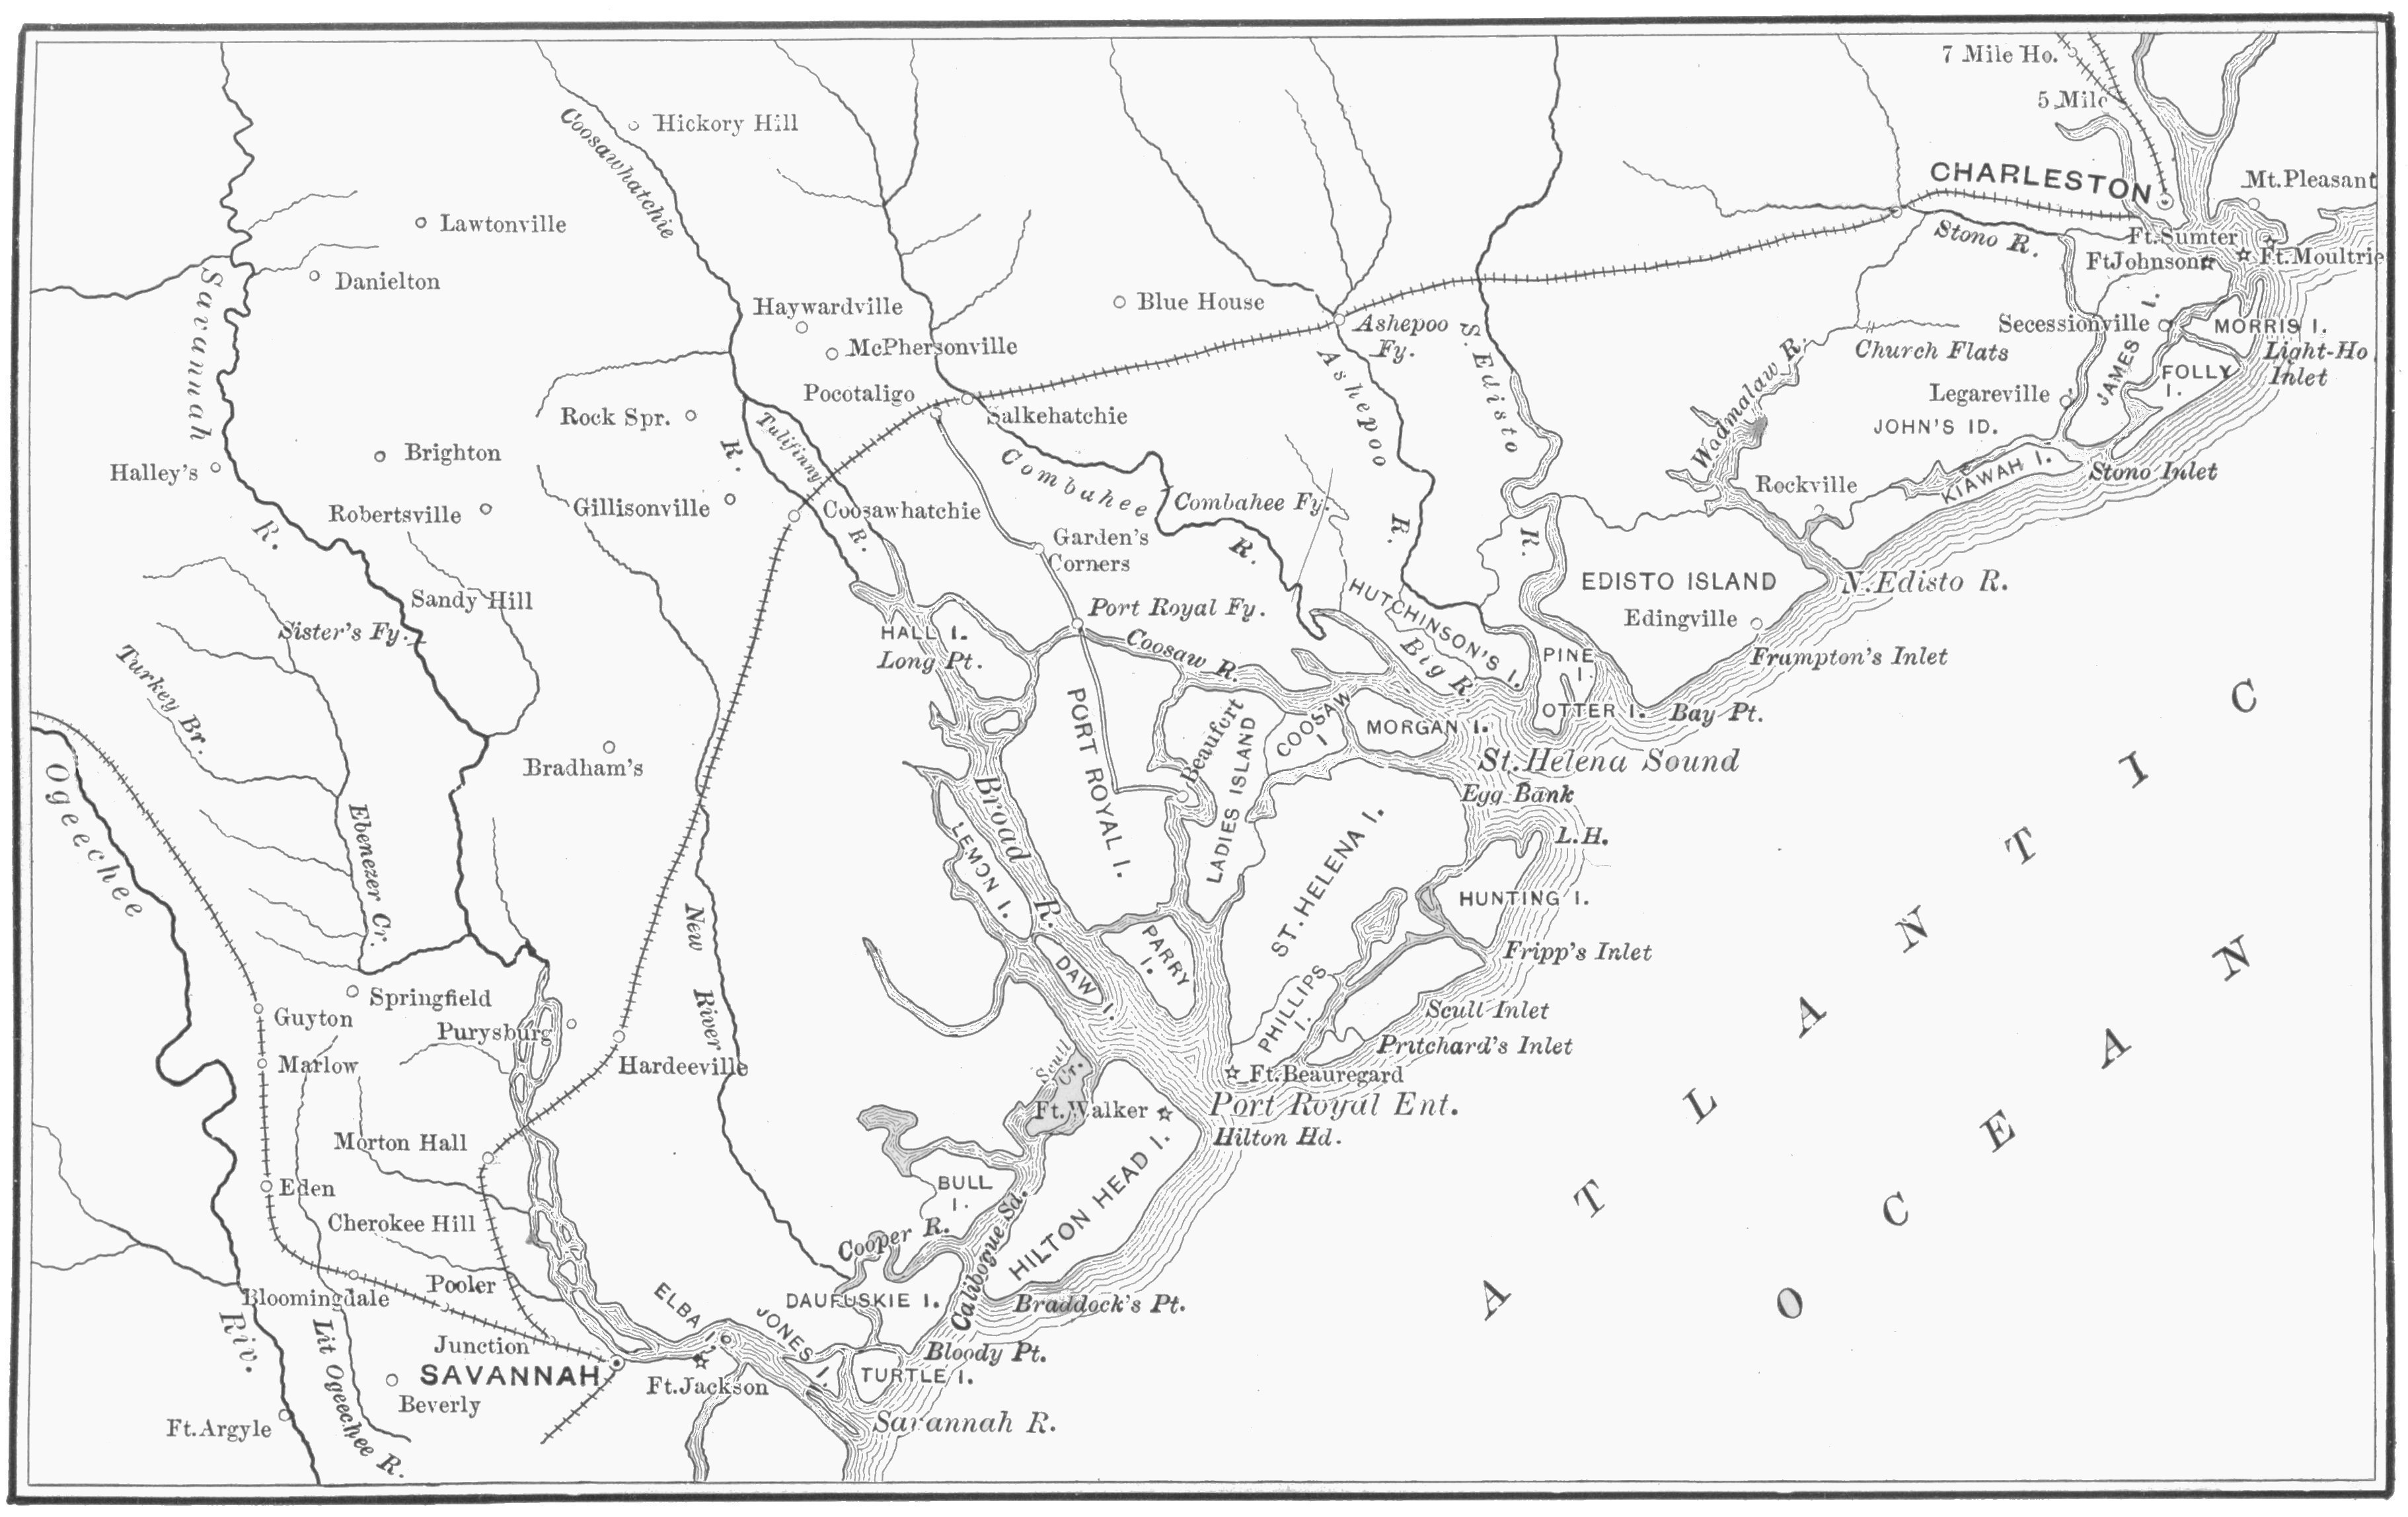 7 Mile Ho.
5 Mile
Hickory Hill
Coosawhatchie
R.
CHARLESTON
Mt.Pleasant
Lawtonville
Stono R.
Ft.Sumter
Ft.Moultrie
FtJohnson
Danielton
Savannah
R.
Haywardville
Blue House
McPhersonville
Ashepoo
Fy.
S. Edisto
R.
Secessionville
MORRIS I.
Church Flats
Light-Ho
Inlet
JAMES I.
FOLLY
I.
Pocotaligo
Salkehatchie
Legareville
JOHN'S ID.
Rock Spr.
Tulifinny
R.
Ashepoo
R.
Wadmalaw R.
Brighton
Halley's
Combahee
R.
KIAWAH I.
Stono Inlet
Rockville
Gillisonville
Robertsville
Coosawhatchie
Combahee Fy.
Garden's
Corners
Sandy Hill
EDISTO ISLAND
N.Edisto R.
Port Royal Fy.
HUTCHINSON'S I.
Edingville
Sister's Fy.
HALL I.
Long Pt.
Coosaw R.
Big R.
PINE
I.
Frumpton's Inlet
Turkey Br.
OTTER I.
Bay Pt.
PORT ROYAL I.
Beaufort
LADIES ISLAND
COOSAW
I
MORGAN I.
St.Helena Sound
Bradham's
Egg Bank
Ogeechee
Riv.
Ebenezer Cr.
Broad R.
LEMON I.
ST. HELENA I.
L.H.
HUNTING I.
New River
PARRY
I.
DAW I.
Fripp's Inlet
Springfield
Guyton
Purysburg
PHILLIPS
I.
Scull Inlet
Pritchard's Inlet
Marlow
Hardeeville
Scull
Cr.
Ft.Beauregard
Ft.Walker
Port Royal Ent.
Hilton Hd.
Morton Hall
Eden
BULL
I.
HILTON HEAD I.
Cherokee Hill
Cooper R.
Calibogue Sd.
Pooler
Bloomingdale
ELBA I.
JONES I.
DAUFUSKIE I.
Braddock's Pt.
Junction
Lit Ogeechee R.
Bloody Pt.
SAVANNAH
Ft.Jackson
TURTLE I.
Beverly
Ft.Argyle
Savannah R.
ATLANTIC
OCEAN